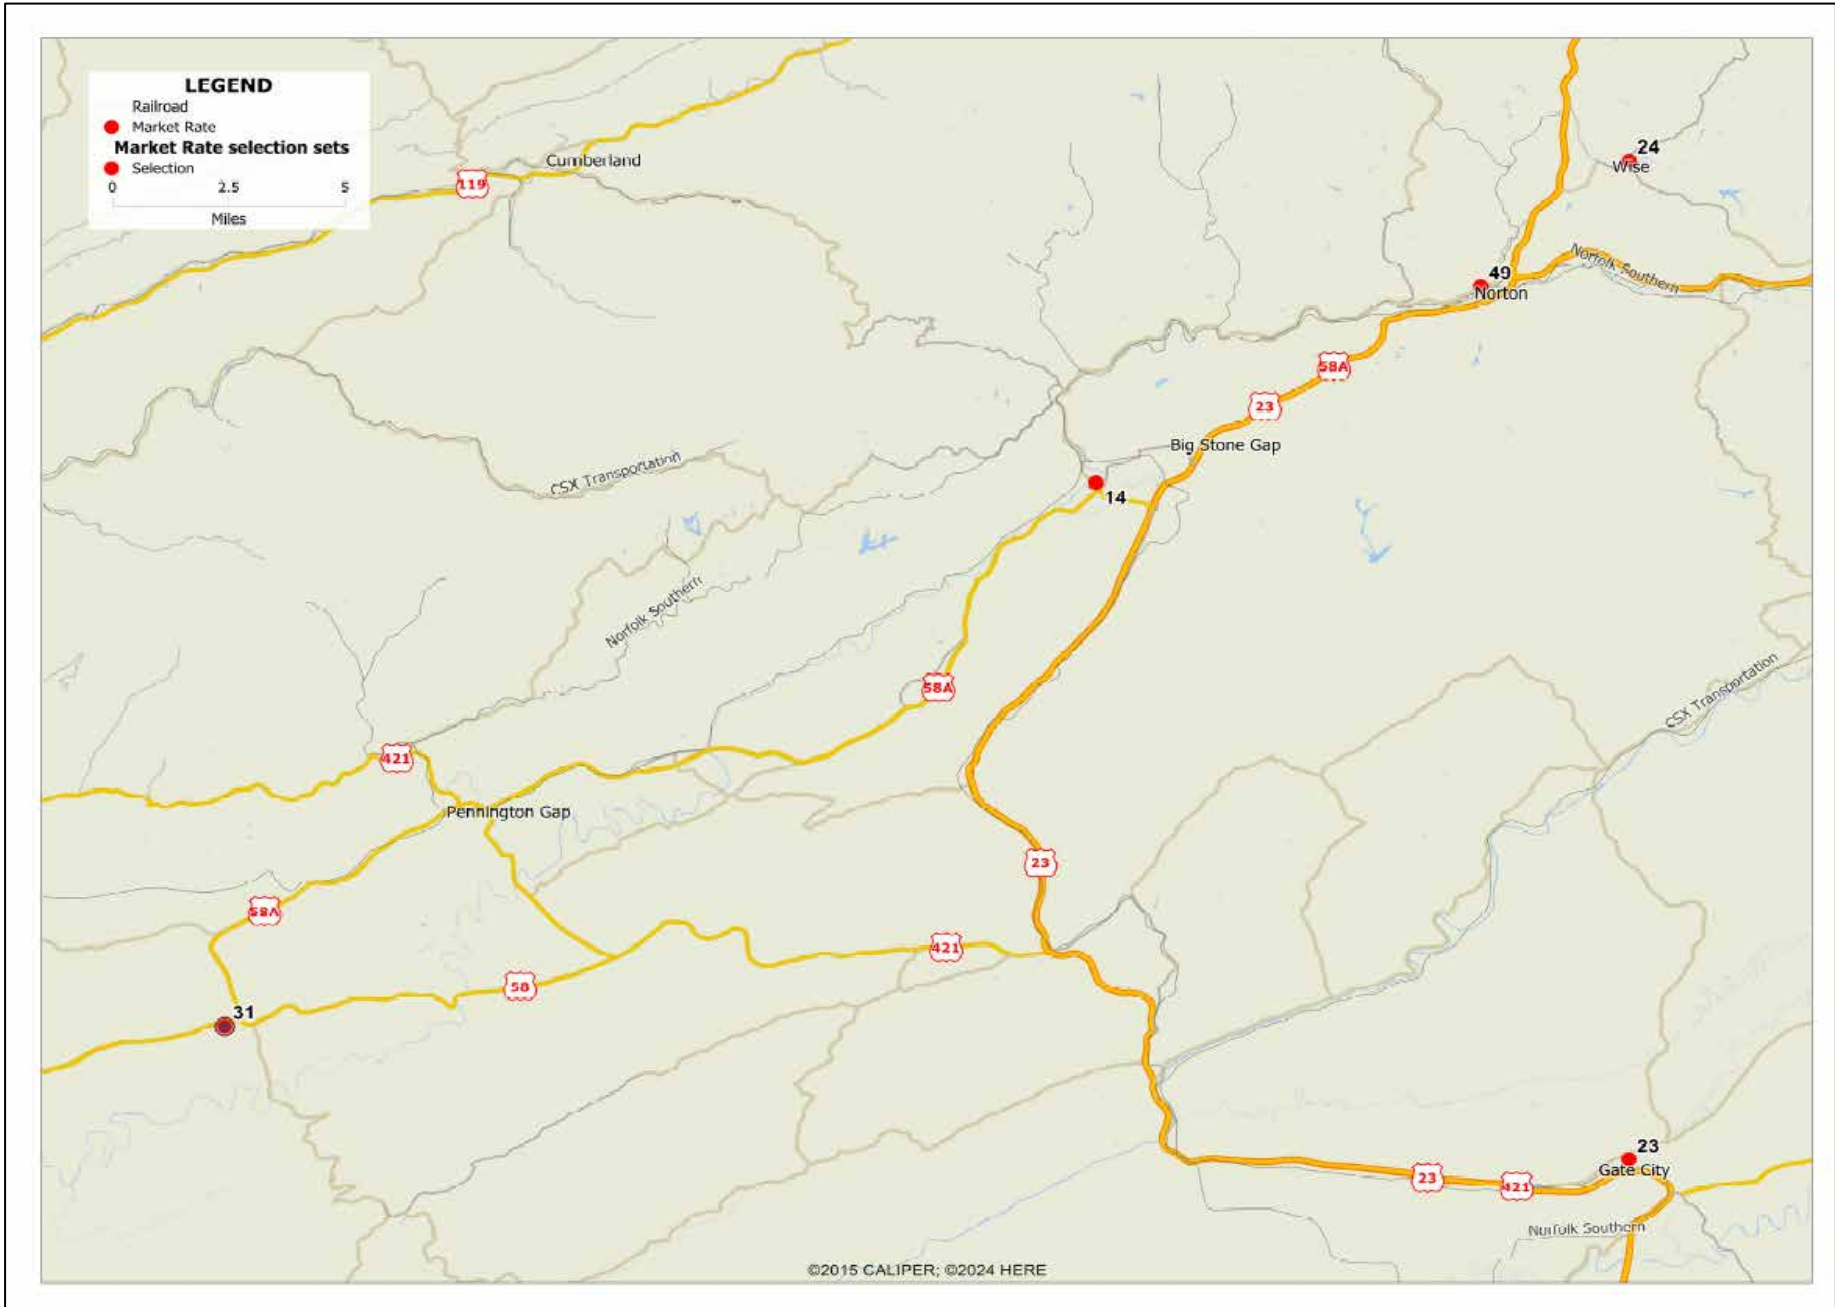 LEGEND
Railroad
Market Rate
Market Rate selection sets
Selection
0 2.5 5
Miles
Cumberland
119
24
Wise
Norfolk Southern
49
Norton
58A
23
Big Stone Gap
CSX Transportation
14
Norfolk Southern
CSX Transportation
58A
421
Pennington Gap
23
58A
421
58
31
23
Gate City
23
421
Norfolk Southern
©2015 CALIPER; ©2024 HERE